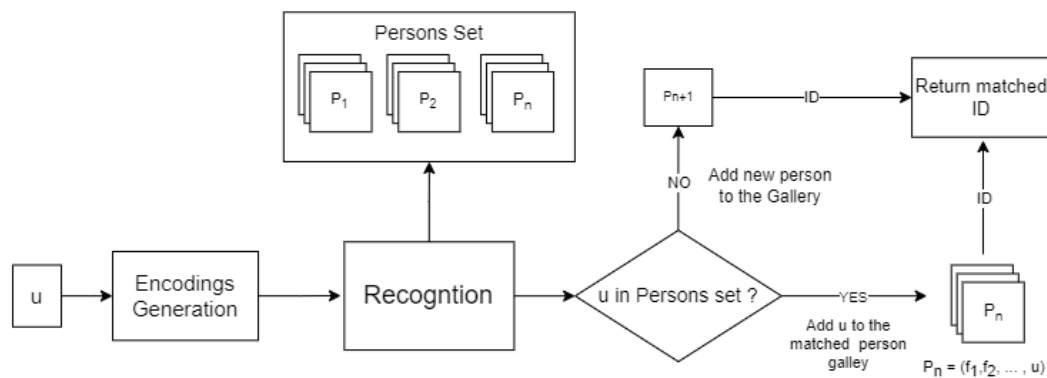 Persons Set
P1
P2
Pn
Pn+1
ID
Return matched
ID
NO
Add new person
to the Gallery
ID
u
Encodings
Generation
Recogntion
u in Persons set ?
YES
Add u to the
matched person
galley
Pn
Pn = (f1,f2, ... , u)